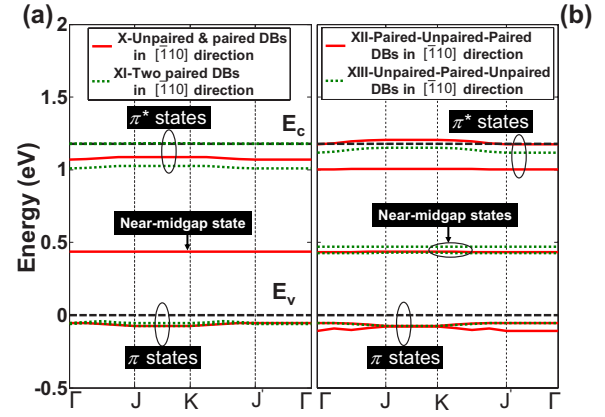 (a)
(b)
X-Unpaired & paired DBs
in [1̄10] direction
XI-Two paired DBs
in [1̄10] direction
XII-Paired-Unpaired-Paired
DBs in [1̄10] direction
XIII-Unpaired-Paired-Unpaired
DBs in [1̄10] direction
π* states
E_c
π* states
Near-midgap state
Near-midgap states
E_v
π states
π states
Energy (eV)
2
1.5
1
0.5
0
-0.5
Γ J K J Γ J K J Γ